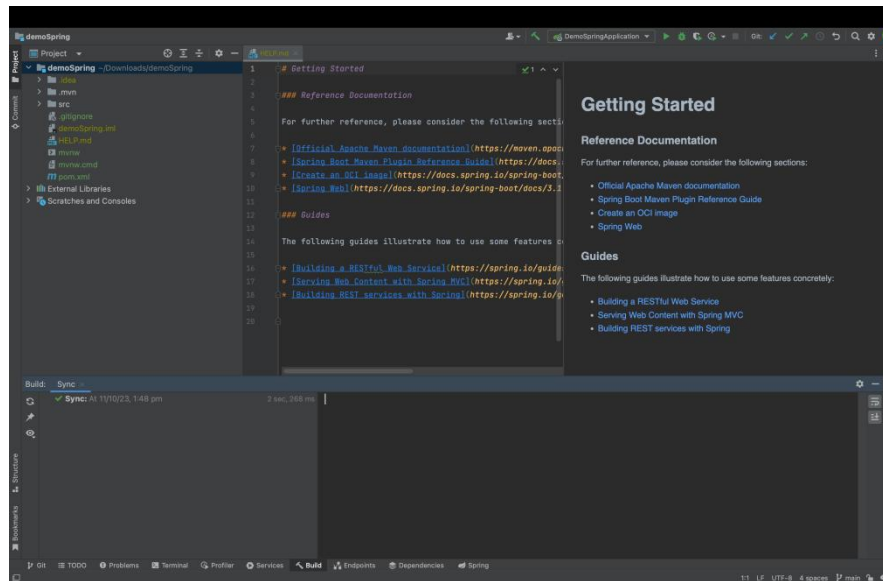 demoSpring
DemoSpringApplication
Git:
Project
HELP.md
demoSpring ~/Downloads/demoSpring
.idea
.mvn
src
.gitignore
demoSpring.iml
HELP.md
mvnw
mvnw.cmd
pom.xml
External Libraries
Scratches and Consoles
Project
Commit
Structure
Bookmarks
1 # Getting Started
1
2
3 ### Reference Documentation
4
5 For further reference, please consider the following secti
6
7 * [Official Apache Maven documentation](https://maven.apac
8 * [Spring Boot Maven Plugin Reference Guide](https://docs.
9 * [Create an OCI image](https://docs.spring.io/spring-boot
10 * [Spring Web](https://docs.spring.io/spring-boot/docs/3.1
11
12 ### Guides
13
14 The following guides illustrate how to use some features c
15
16 * [Building a RESTful Web Service](https://spring.io/guide
17 * [Serving Web Content with Spring MVC](https://spring.io/
18 * [Building REST services with Spring](https://spring.io/g
19
20
Getting Started
Reference Documentation
For further reference, please consider the following sections:
• Official Apache Maven documentation
• Spring Boot Maven Plugin Reference Guide
• Create an OCI image
• Spring Web
Guides
The following guides illustrate how to use some features concretely:
• Building a RESTful Web Service
• Serving Web Content with Spring MVC
• Building REST services with Spring
Build: Sync
Sync: At 11/10/23, 1:48 pm 2 sec, 266 ms
Git TODO Problems Terminal Profiler Services Build Endpoints Dependencies Spring
1:1 LF UTF-8 4 spaces main